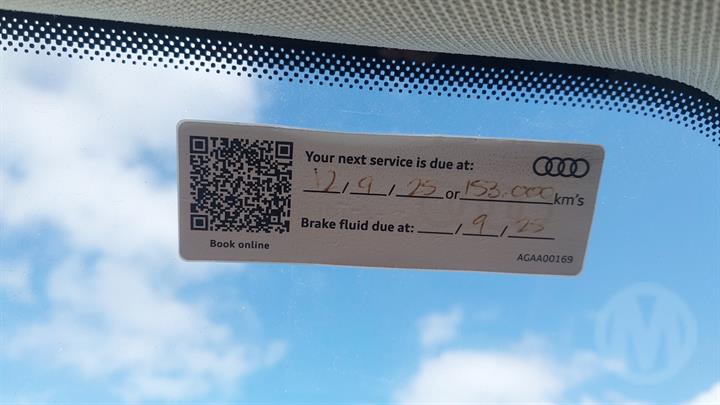 Your next service is due at:
12 / 9 / 25 or 153.000 km's
Brake fluid due at: ___ / 9 / 25
Book online
AGAA00169
M